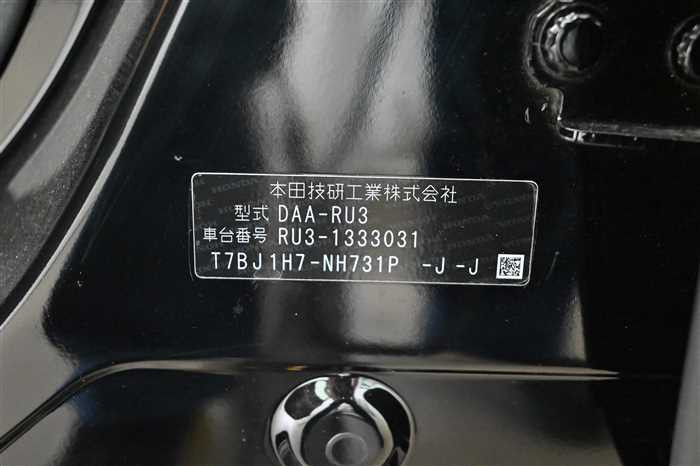 本田技研工業株式会社
型式 DAA-RU3
車台番号 RU3-1333031
T7BJ1H7-NH731P -J -J